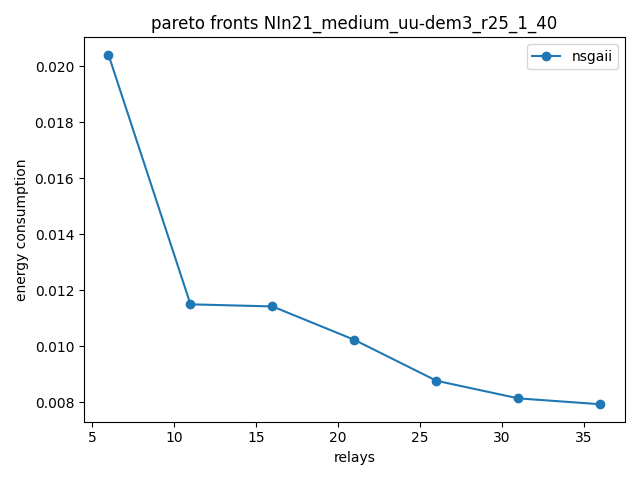 pareto fronts NIn21_medium_uu-dem3_r25_1_40
nsgaii
energy consumption
0.020
0.018
0.016
0.014
0.012
0.010
0.008
5 10 15 20 25 30 35
relays